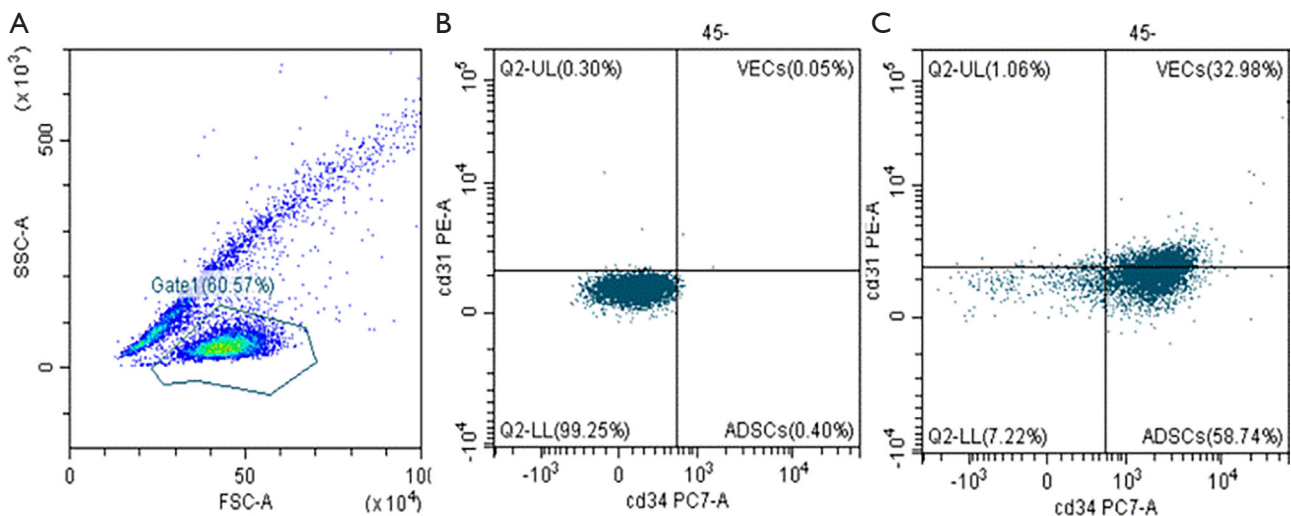 A
(x 10³)
500
0
SSC-A
Gate1(60.57%)
0
50
100
FSC-A
(x 10⁴)
B
45-
Q2-UL(0.30%)
VECs(0.05%)
10⁵
10⁴
0
-10⁴
cd31 PE-A
Q2-LL(99.25%)
ADSCs(0.40%)
-10³
0
10³
10⁴
cd34 PC7-A
C
45-
Q2-UL(1.06%)
VECs(32.98%)
10⁵
10⁴
0
-10⁴
cd31 PE-A
Q2-LL(7.22%)
ADSCs(58.74%)
-10³
0
10³
10⁴
cd34 PC7-A